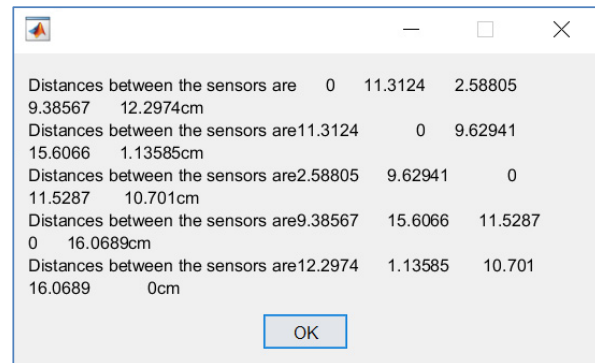 Distances between the sensors are 0 11.3124 2.58805
9.38567 12.2974cm
Distances between the sensors are11.3124 0 9.62941
15.6066 1.13585cm
Distances between the sensors are2.58805 9.62941 0
11.5287 10.701cm
Distances between the sensors are9.38567 15.6066 11.5287
0 16.0689cm
Distances between the sensors are12.2974 1.13585 10.701
16.0689 0cm
OK